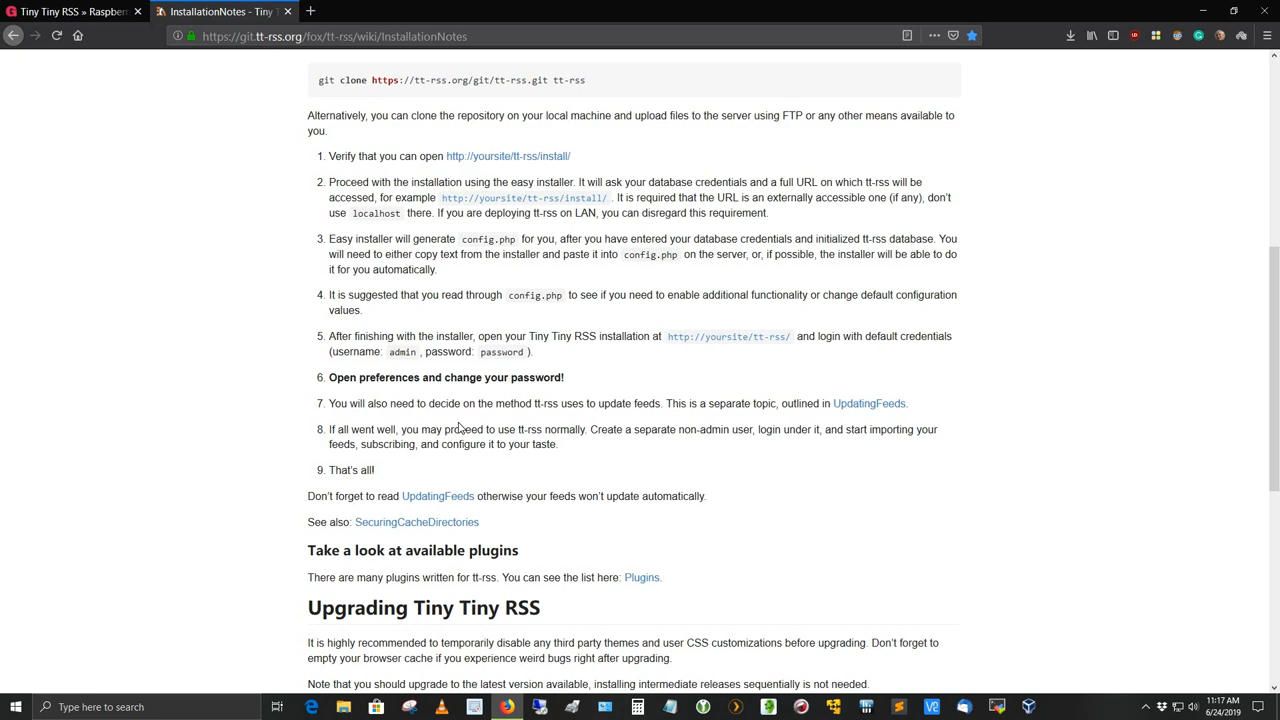 Tiny Tiny RSS » Raspber
InstallationNotes - Tiny T
https://git.tt-rss.org/fox/tt-rss/wiki/InstallationNotes
git clone https://tt-rss.org/git/tt-rss.git tt-rss
Alternatively, you can clone the repository on your local machine and upload files to the server using FTP or any other means available to
you.
1. Verify that you can open http://yoursite/tt-rss/install/
2. Proceed with the installation using the easy installer. It will ask your database credentials and a full URL on which tt-rss will be
accessed, for example http://yoursite/tt-rss/install/ . It is required that the URL is an externally accessible one (if any), don’t
use localhost there. If you are deploying tt-rss on LAN, you can disregard this requirement.
3. Easy installer will generate config.php for you, after you have entered your database credentials and initialized tt-rss database. You
will need to either copy text from the installer and paste it into config.php on the server, or, if possible, the installer will be able to do
it for you automatically.
4. It is suggested that you read through config.php to see if you need to enable additional functionality or change default configuration
values.
5. After finishing with the installer, open your Tiny Tiny RSS installation at http://yoursite/tt-rss/ and login with default credentials
(username: admin , password: password ).
6. Open preferences and change your password!
7. You will also need to decide on the method tt-rss uses to update feeds. This is a separate topic, outlined in UpdatingFeeds.
8. If all went well, you may proceed to use tt-rss normally. Create a separate non-admin user, login under it, and start importing your
feeds, subscribing, and configure it to your taste.
9. That’s all!
Don’t forget to read UpdatingFeeds otherwise your feeds won’t update automatically.
See also: SecuringCacheDirectories
Take a look at available plugins
There are many plugins written for tt-rss. You can see the list here: Plugins.
Upgrading Tiny Tiny RSS
It is highly recommended to temporarily disable any third party themes and user CSS customizations before upgrading. Don’t forget to
empty your browser cache if you experience weird bugs right after upgrading.
Note that you should upgrade to the latest version available, installing intermediate releases sequentially is not needed.
Type here to search
11:17 AM
6/24/2019